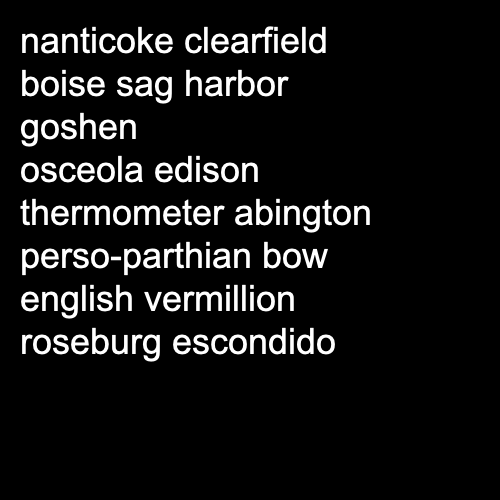 nanticoke clearfield
boise sag harbor
goshen
osceola edison
thermometer abington
perso-parthian bow
english vermillion
roseburg escondido